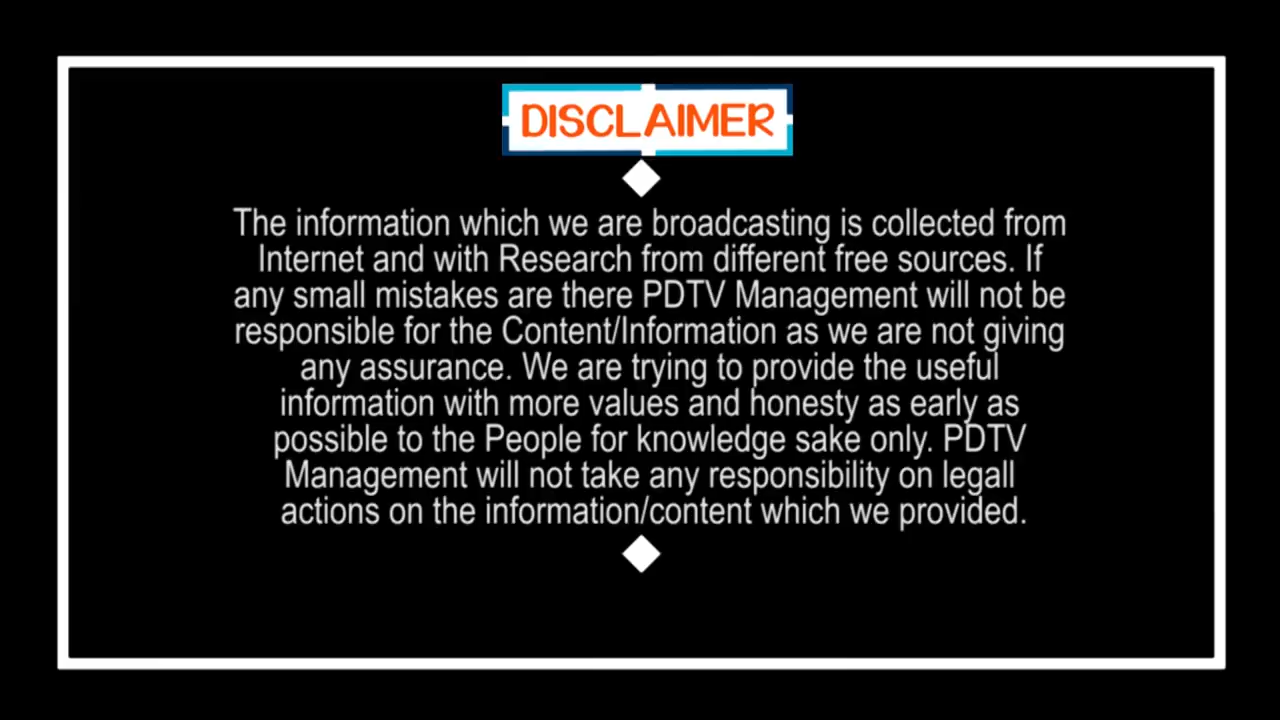 DISCLAIMER
The information which we are broadcasting is collected from
Internet and with Research from different free sources. If
any small mistakes are there PDTV Management will not be
responsible for the Content/Information as we are not giving
any assurance. We are trying to provide the useful
information with more values and honesty as early as
possible to the People for knowledge sake only. PDTV
Management will not take any responsibility on legall
actions on the information/content which we provided.